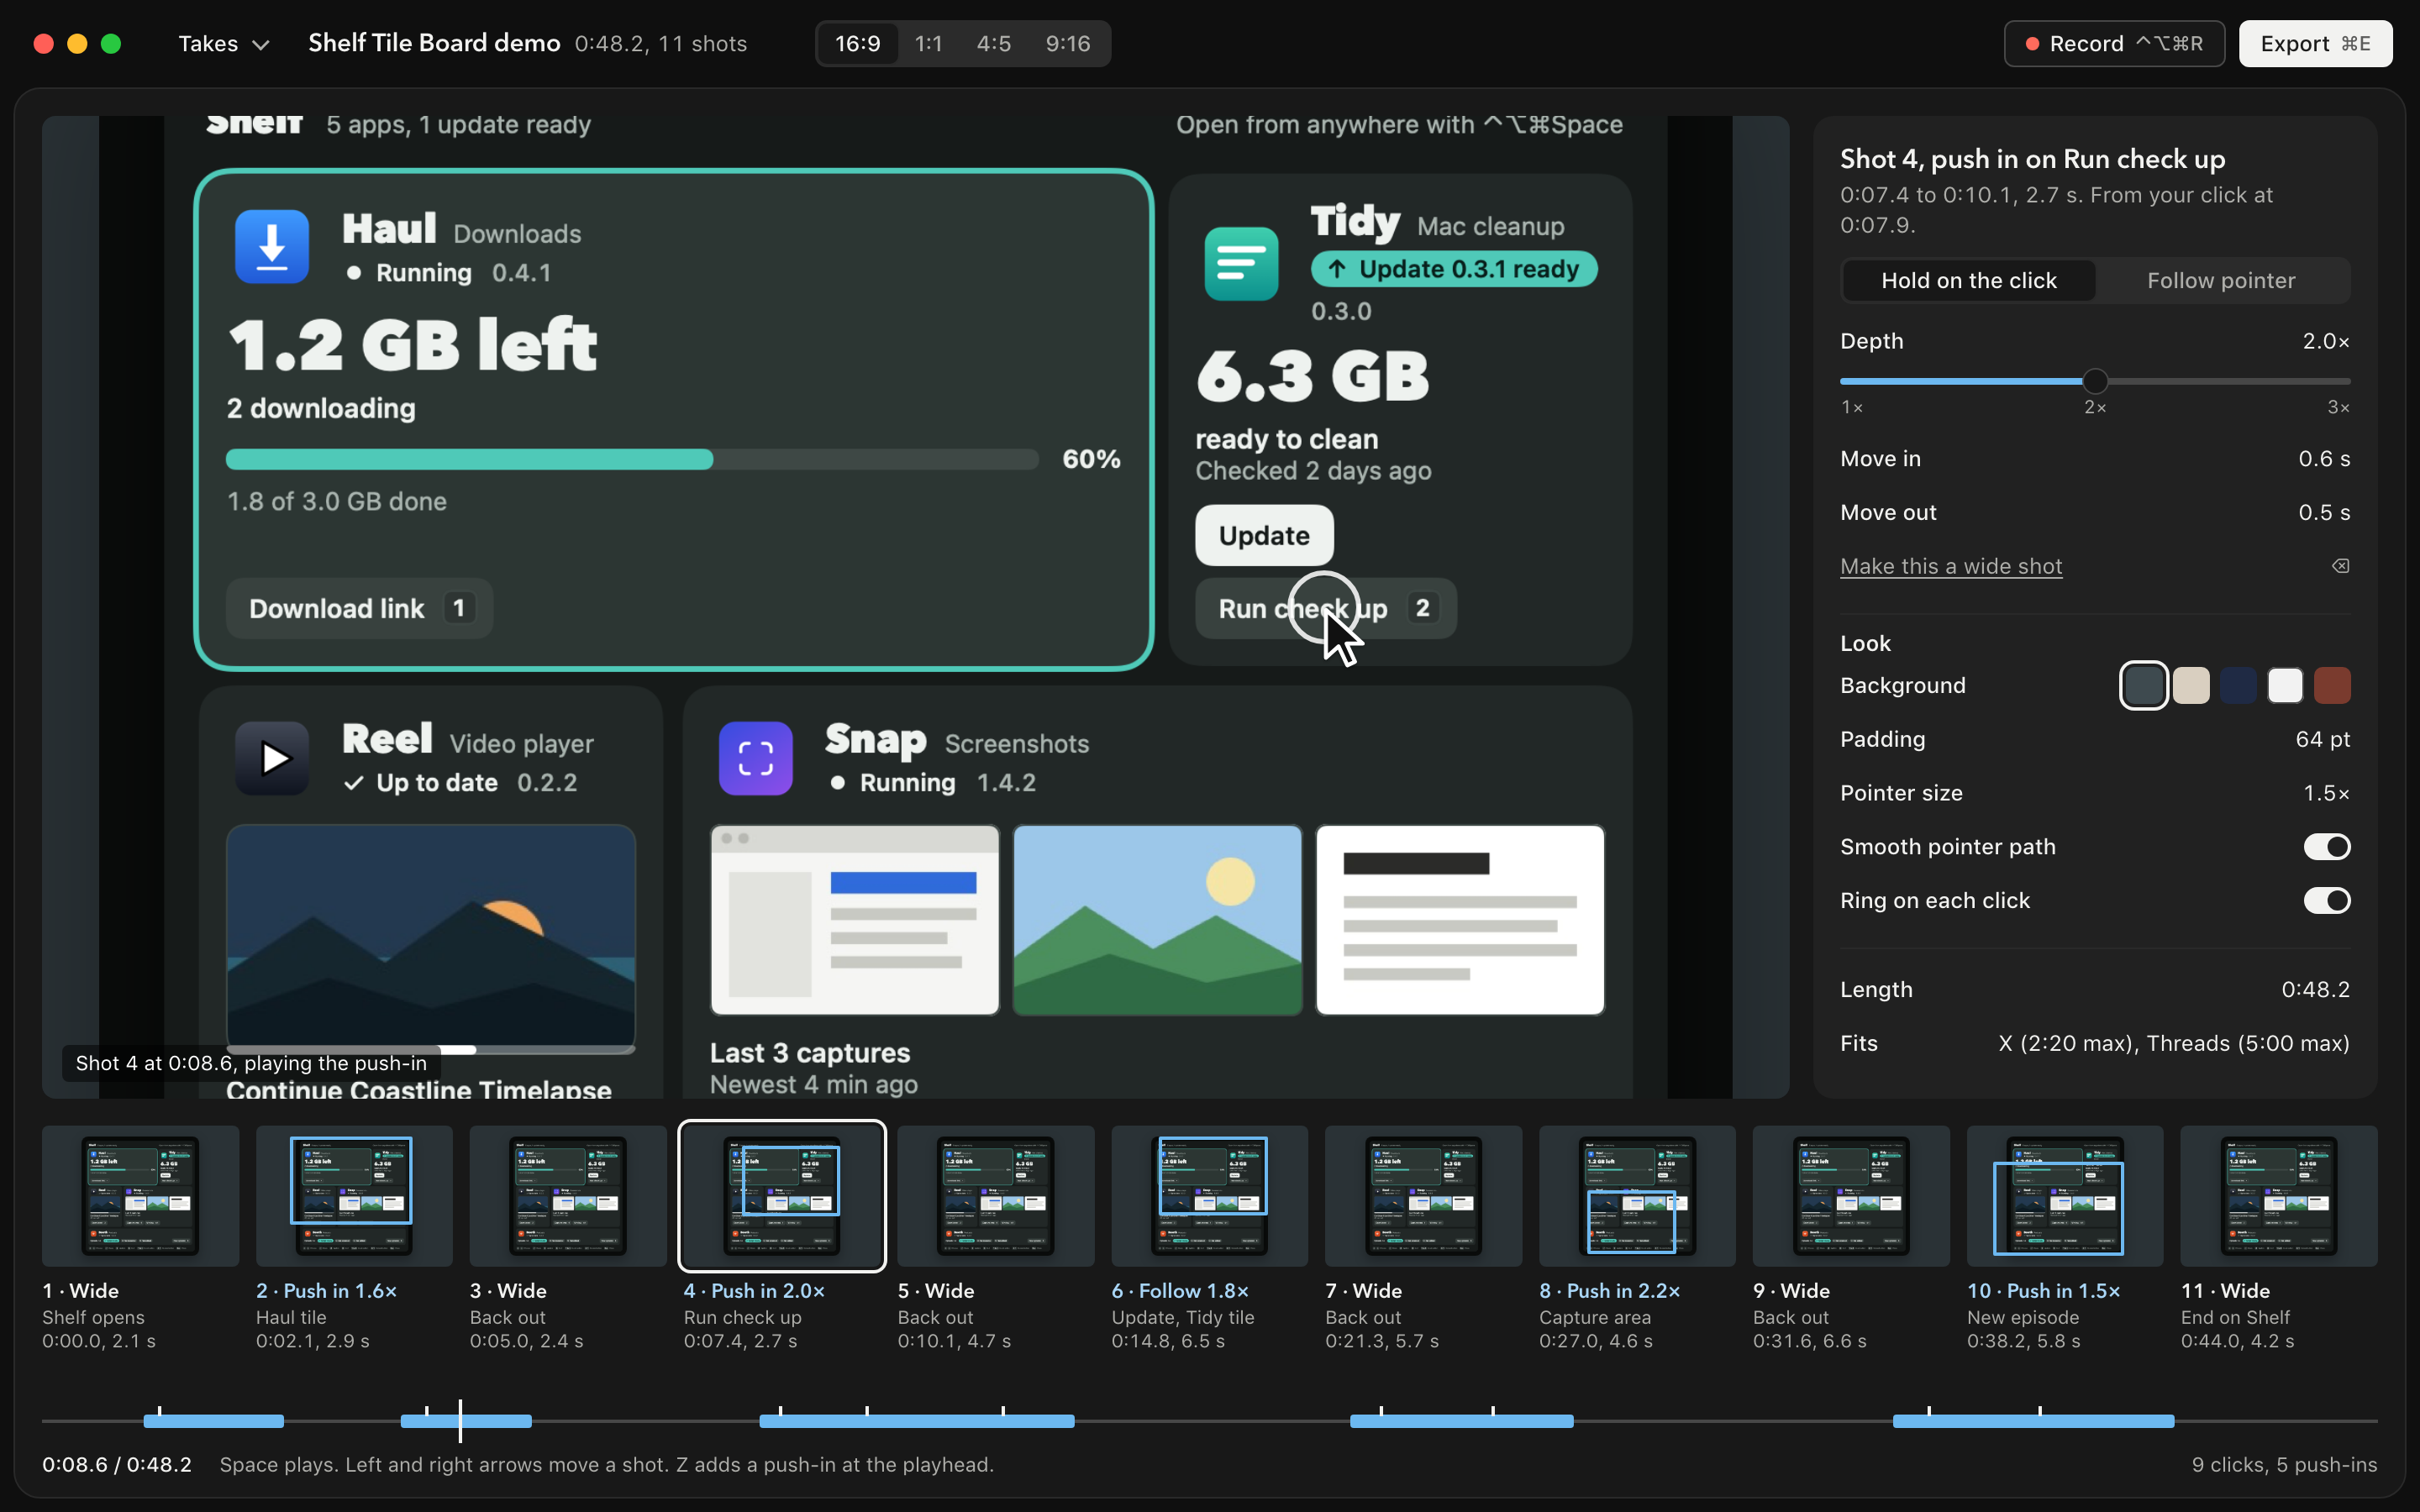 Takes
Shelf Tile Board demo 0:48.2, 11 shots
16:9 1:1 4:5 9:16
Record ^⌥⌘R
Export ⌘E
Shelf 5 apps, 1 update ready
Open from anywhere with ^⌥⌘Space
Haul Downloads
Running 0.4.1
1.2 GB left
2 downloading
60%
1.8 of 3.0 GB done
Download link 1
Tidy Mac cleanup
↑ Update 0.3.1 ready
0.3.0
6.3 GB
ready to clean
Checked 2 days ago
Update
Run check up 2
Reel Video player
✓ Up to date 0.2.2
Continue Coastline Timelapse
Snap Screenshots
Running 1.4.2
Last 3 captures
Newest 4 min ago
Shot 4 at 0:08.6, playing the push-in
Shot 4, push in on Run check up
0:07.4 to 0:10.1, 2.7 s. From your click at
0:07.9.
Hold on the click Follow pointer
Depth 2.0×
1× 2× 3×
Move in 0.6 s
Move out 0.5 s
Make this a wide shot
Look
Background
Padding 64 pt
Pointer size 1.5×
Smooth pointer path
Ring on each click
Length 0:48.2
Fits X (2:20 max), Threads (5:00 max)
1 · Wide
Shelf opens
0:00.0, 2.1 s
2 · Push in 1.6×
Haul tile
0:02.1, 2.9 s
3 · Wide
Back out
0:05.0, 2.4 s
4 · Push in 2.0×
Run check up
0:07.4, 2.7 s
5 · Wide
Back out
0:10.1, 4.7 s
6 · Follow 1.8×
Update, Tidy tile
0:14.8, 6.5 s
7 · Wide
Back out
0:21.3, 5.7 s
8 · Push in 2.2×
Capture area
0:27.0, 4.6 s
9 · Wide
Back out
0:31.6, 6.6 s
10 · Push in 1.5×
New episode
0:38.2, 5.8 s
11 · Wide
End on Shelf
0:44.0, 4.2 s
0:08.6 / 0:48.2 Space plays. Left and right arrows move a shot. Z adds a push-in at the playhead.
9 clicks, 5 push-ins